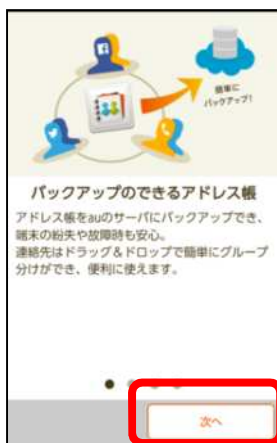 簡単に
バックアップ!
バックアップのできるアドレス帳
アドレス帳をauのサーバにバックアップでき、
端末の紛失や故障時も安心。
連絡先はドラッグ&ドロップで簡単にグループ
分けができ、便利に使えます。
次へ